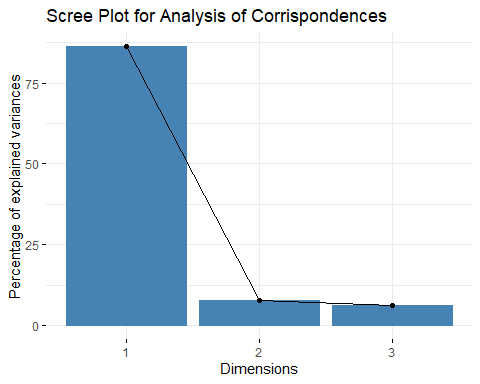 Scree Plot for Analysis of Corrispondences
Percentage of explained variances
75
50
25
0
1 2 3
Dimensions